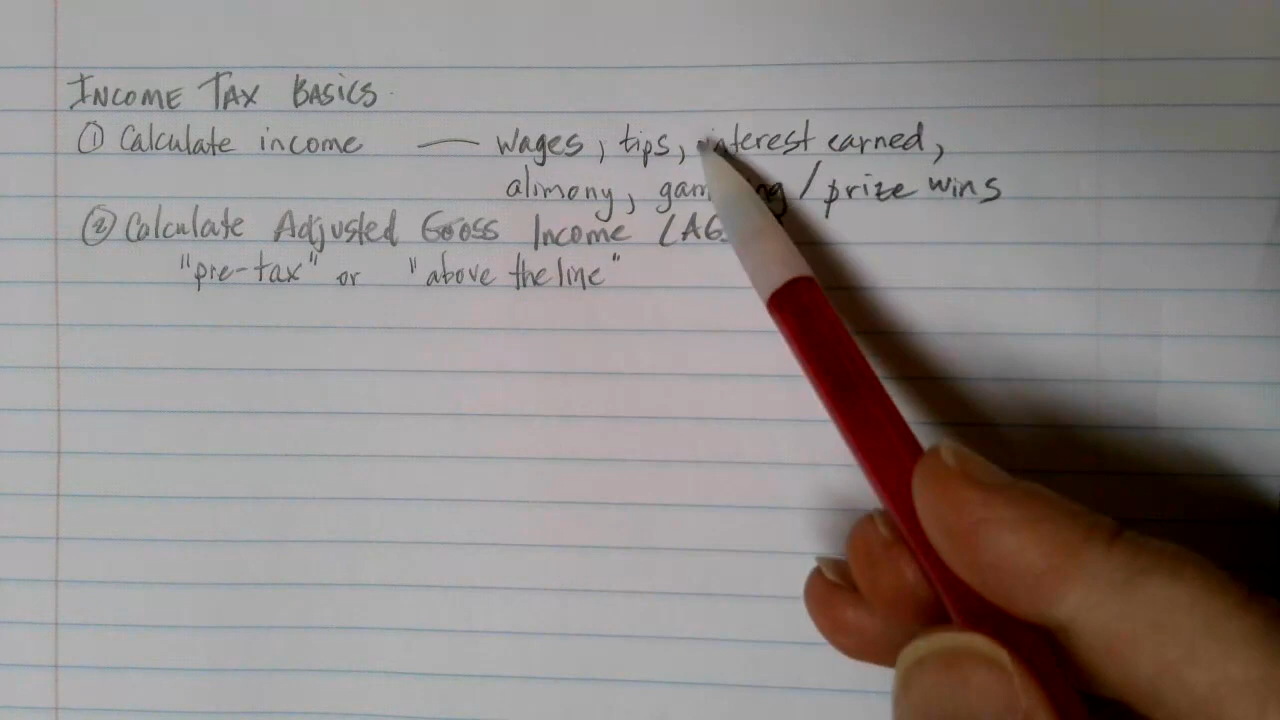 INCOME TAX BASICS
① Calculate income — wages, tips, interest earned,
alimony, / prize wins
② Calculate Adjusted Gross Income
"pre-tax" or "above the line"